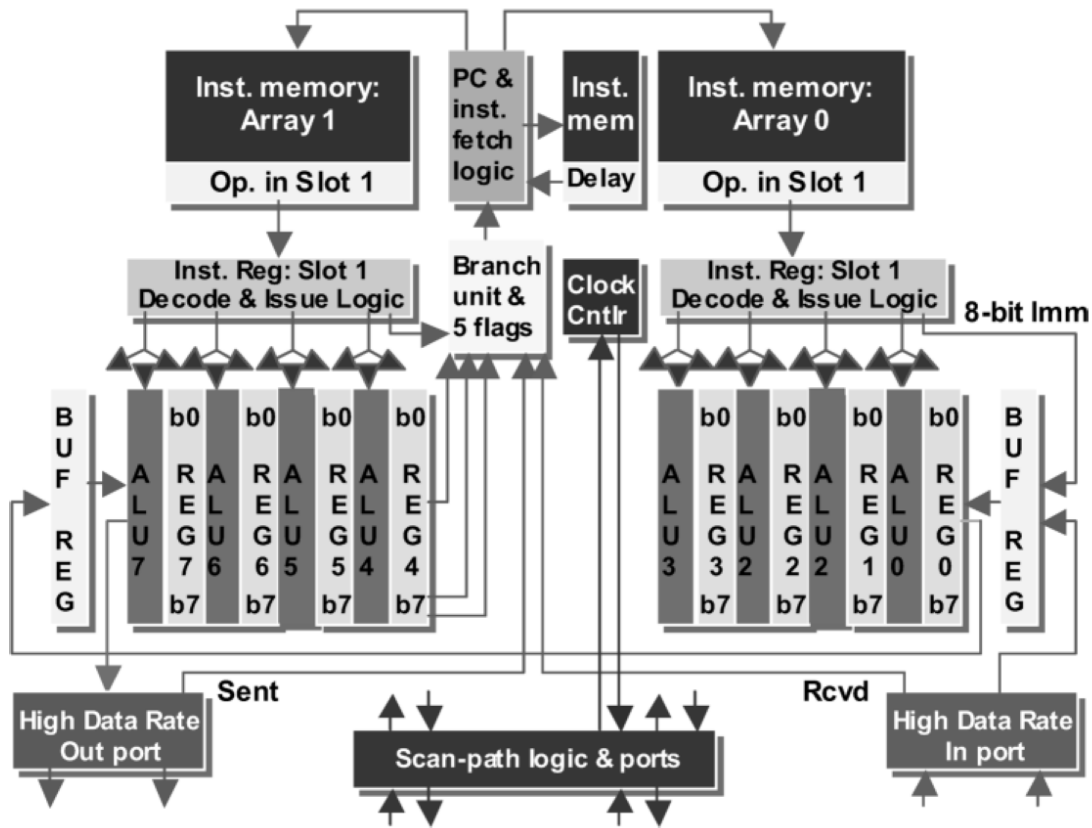 Inst. memory:
Array 1
Op. in Slot 1
PC &
inst.
fetch
logic
Inst.
mem
Delay
Inst. memory:
Array 0
Op. in Slot 1
Inst. Reg: Slot 1
Decode & Issue Logic
Branch
unit &
5 flags
Clock
Cntlr
Inst. Reg: Slot 1
Decode & Issue Logic
8-bit Imm
BUF REG
ALU7
b0 REG7 b7
ALU6
b0 REG6 b7
ALU5
b0 REG5 b7
ALU4
b0 REG4 b7
ALU3
b0 REG3 b7
ALU2
b0 REG2 b7
ALU2
b0 REG1 b7
ALU0
b0 REG0 b7
BUF REG
Sent
Rcvd
High Data Rate
Out port
Scan-path logic & ports
High Data Rate
In port